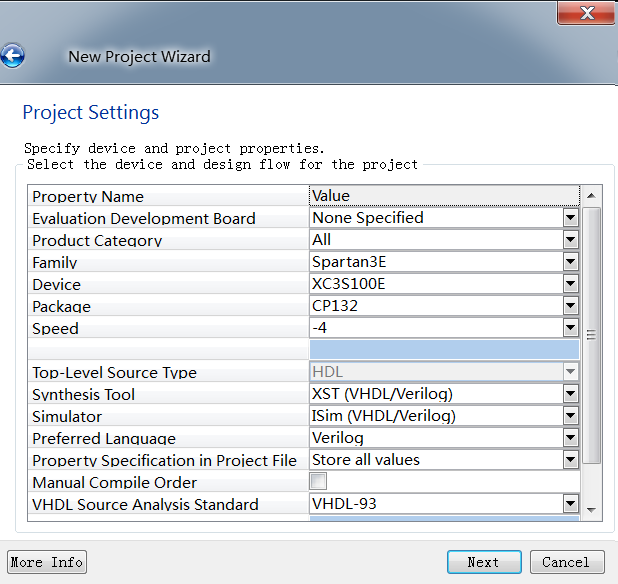 New Project Wizard
Project Settings
Specify device and project properties.
Select the device and design flow for the project
Property Name Value
Evaluation Development Board None Specified
Product Category All
Family Spartan3E
Device XC3S100E
Package CP132
Speed -4
Top-Level Source Type HDL
Synthesis Tool XST (VHDL/Verilog)
Simulator ISim (VHDL/Verilog)
Preferred Language Verilog
Property Specification in Project File Store all values
Manual Compile Order
VHDL Source Analysis Standard VHDL-93
More Info Next Cancel